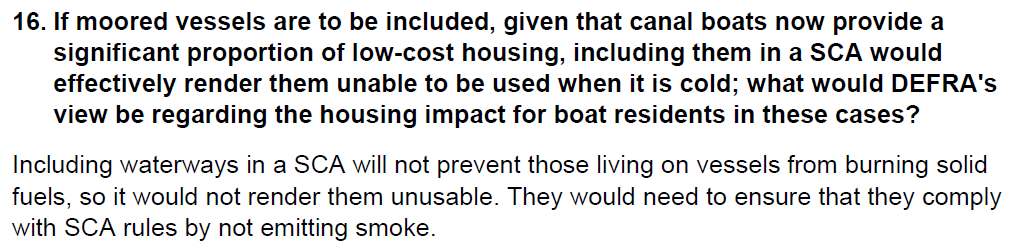 16. If moored vessels are to be included, given that canal boats now provide a
significant proportion of low-cost housing, including them in a SCA would
effectively render them unable to be used when it is cold; what would DEFRA's
view be regarding the housing impact for boat residents in these cases?
Including waterways in a SCA will not prevent those living on vessels from burning solid
fuels, so it would not render them unusable. They would need to ensure that they comply
with SCA rules by not emitting smoke.